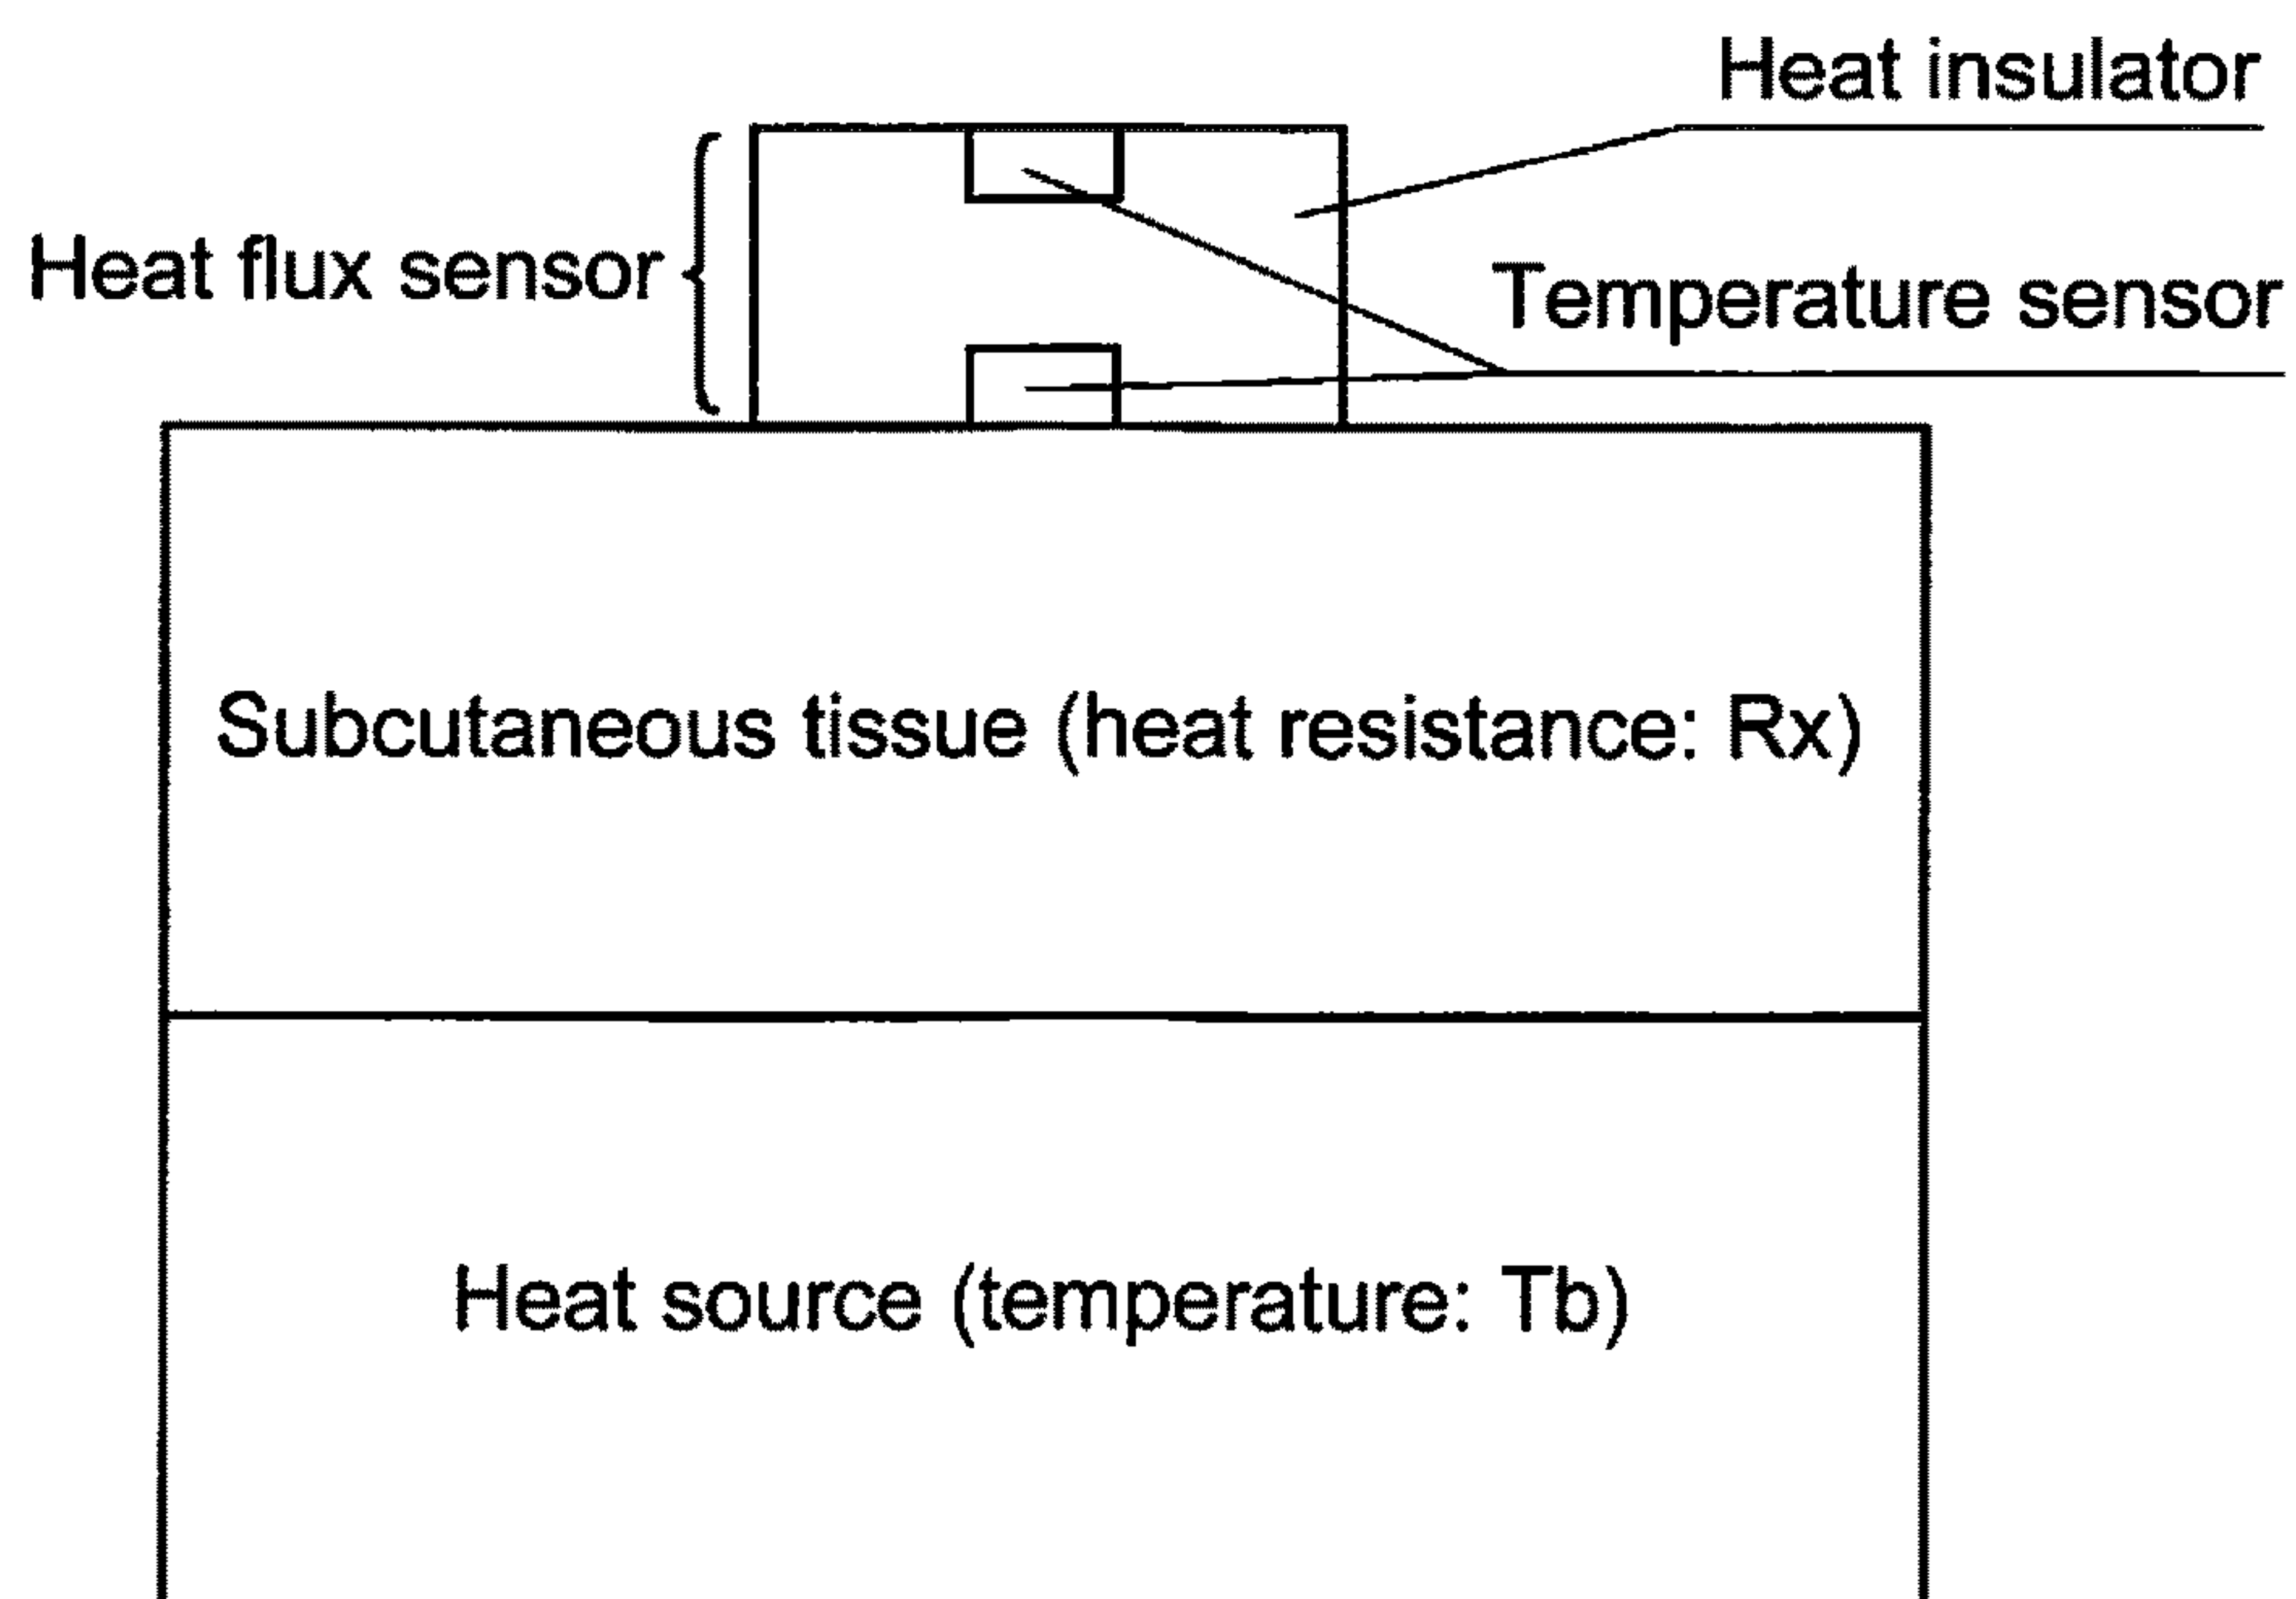 Heat insulator
Heat flux sensor
Temperature sensor
Subcutaneous tissue (heat resistance: Rx)
Heat source (temperature: Tb)